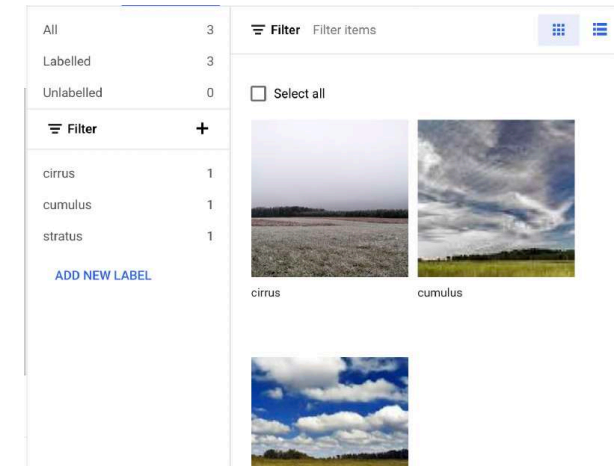 All 3
Labelled 3
Unlabelled 0
Filter +
cirrus 1
cumulus 1
stratus 1
ADD NEW LABEL
Filter Filter items
Select all
cirrus
cumulus